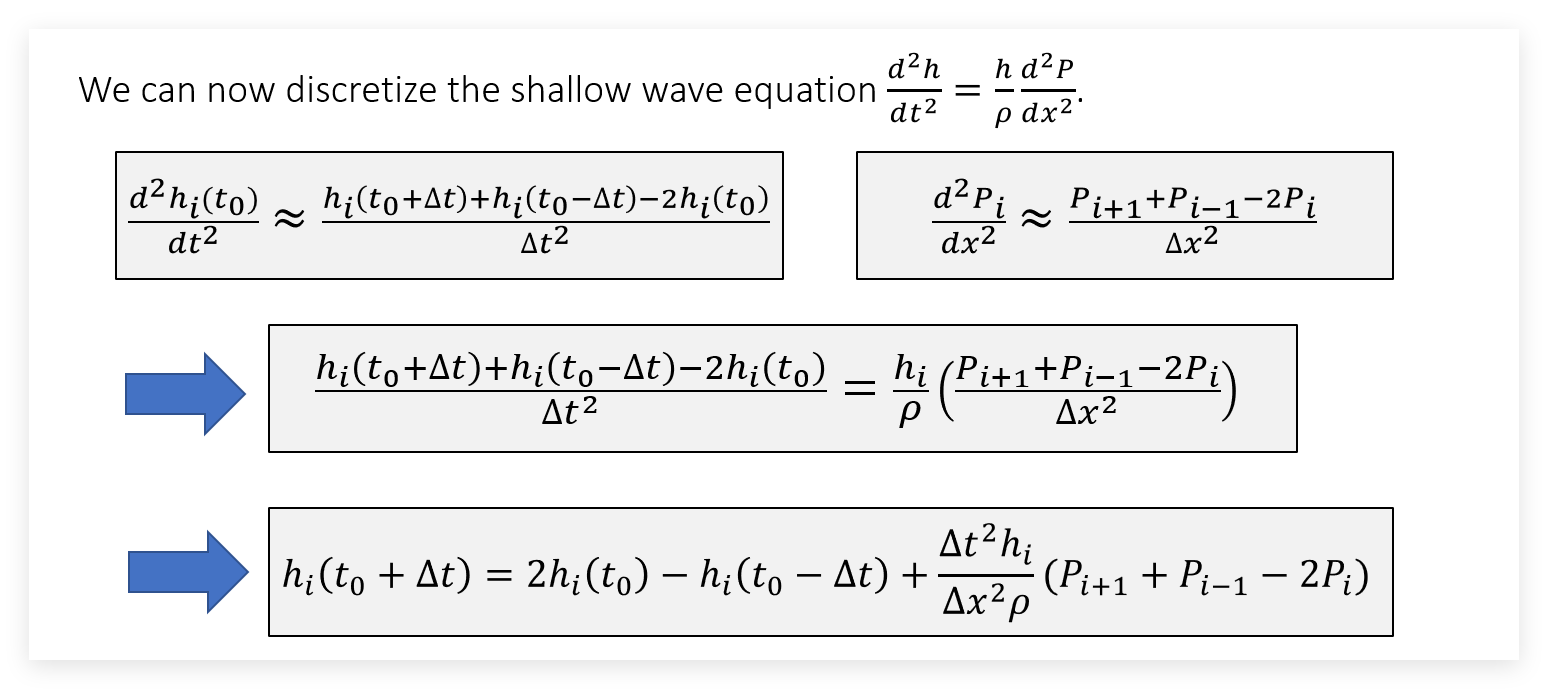 We can now discretize the shallow wave equation $\frac{d^2h}{dt^2} = \frac{h}{\rho}\frac{d^2P}{dx^2}$.
$\frac{d^2h_i(t_0)}{dt^2} \approx \frac{h_i(t_0+\Delta t)+h_i(t_0-\Delta t)-2h_i(t_0)}{\Delta t^2}$
$\frac{d^2P_i}{dx^2} \approx \frac{P_{i+1}+P_{i-1}-2P_i}{\Delta x^2}$
$\frac{h_i(t_0+\Delta t)+h_i(t_0-\Delta t)-2h_i(t_0)}{\Delta t^2} = \frac{h_i}{\rho}\left(\frac{P_{i+1}+P_{i-1}-2P_i}{\Delta x^2}\right)$
$h_i(t_0 + \Delta t) = 2h_i(t_0) - h_i(t_0 - \Delta t) + \frac{\Delta t^2 h_i}{\Delta x^2 \rho}(P_{i+1} + P_{i-1} - 2P_i)$